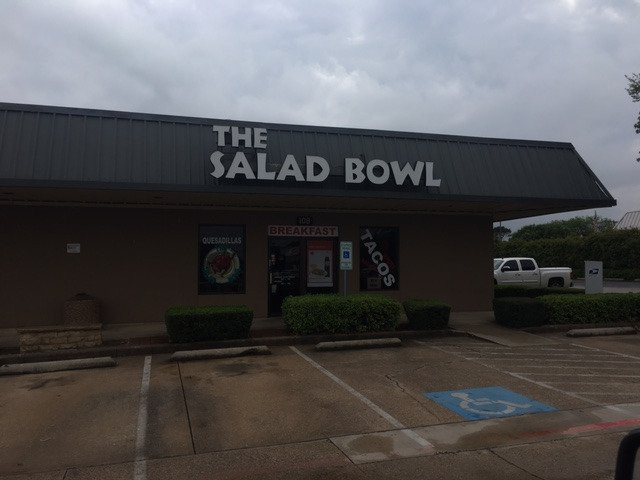 THE
SALAD BOWL
BREAKFAST
QUESADILLAS
TACOS